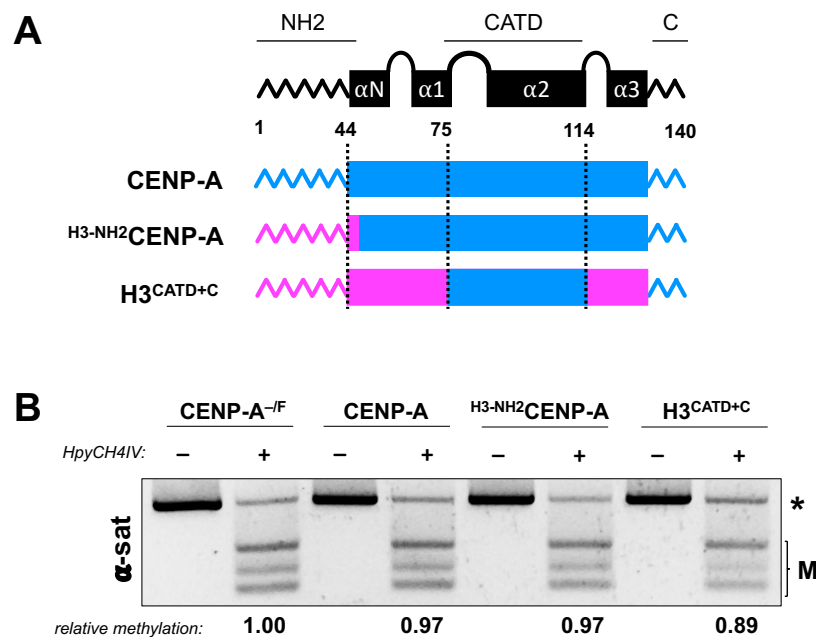 A
NH2 CATD C
αN α1 α2 α3
1 44 75 114 140
CENP-A
H3-NH2CENP-A
H3CATD+C
B
CENP-A–/F CENP-A H3-NH2CENP-A H3CATD+C
HpyCH4IV: – + – + – + – +
α-sat
*
M
relative methylation: 1.00 0.97 0.97 0.89